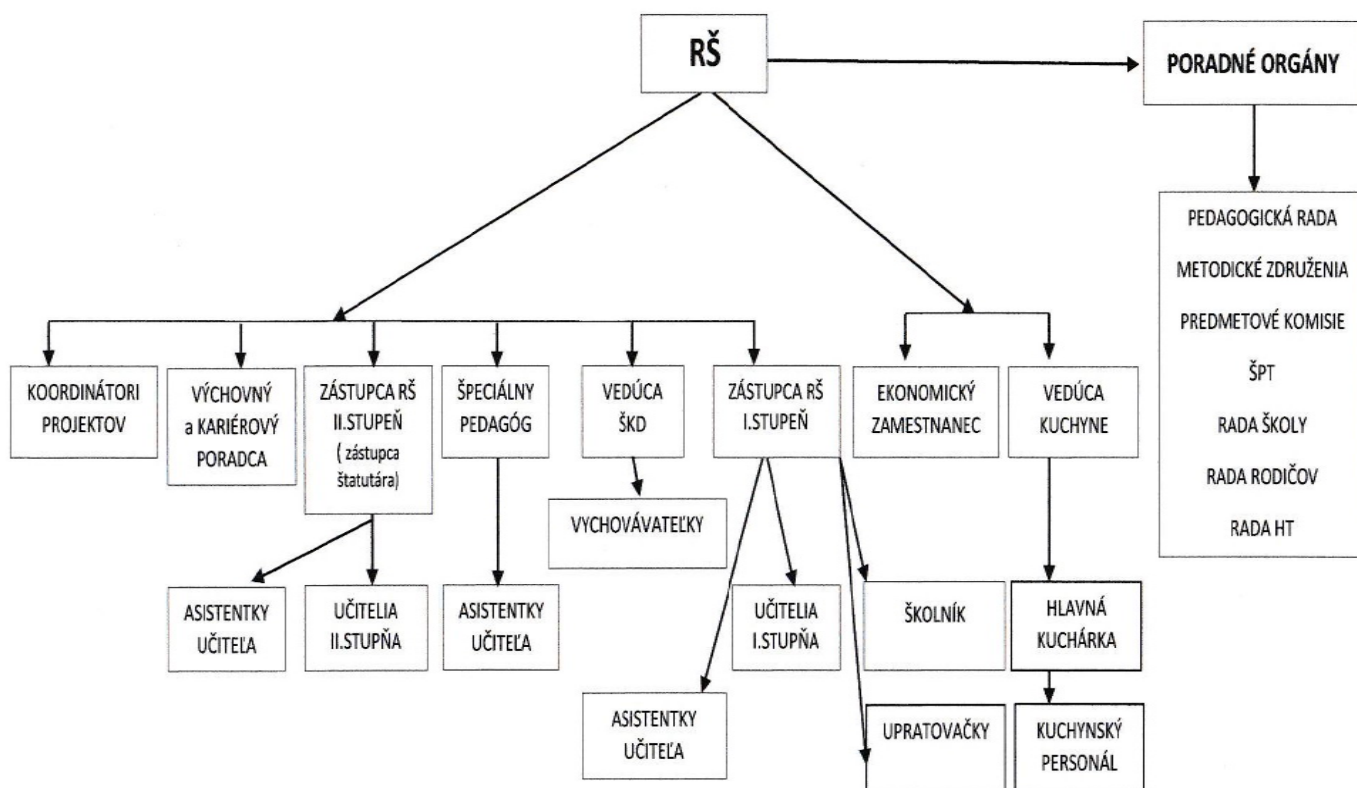 RŠ
PORADNÉ ORGÁNY
PEDAGOGICKÁ RADA
METODICKÉ ZDRUŽENIA
PREDMETOVÉ KOMISIE
ŠPT
RADA ŠKOLY
RADA RODIČOV
RADA HT
KOORDINÁTORI
PROJEKTOV
VÝCHOVNÝ
a KARIÉROVÝ
PORADCA
ZÁSTUPCA RŠ
II.STUPEŇ
( zástupca
štatutára)
ŠPECIÁLNY
PEDAGÓG
VEDÚCA
ŠKD
ZÁSTUPCA RŠ
I.STUPEŇ
EKONOMICKÝ
ZAMESTNANEC
VEDÚCA
KUCHYNE
VYCHOVÁVATEĽKY
ASISTENTKY
UČITEĽA
UČITELIA
II.STUPŇA
ASISTENTKY
UČITEĽA
UČITELIA
I.STUPŇA
ŠKOLNÍK
HLAVNÁ
KUCHÁRKA
ASISTENTKY
UČITEĽA
UPRATOVAČKY
KUCHYNSKÝ
PERSONÁL